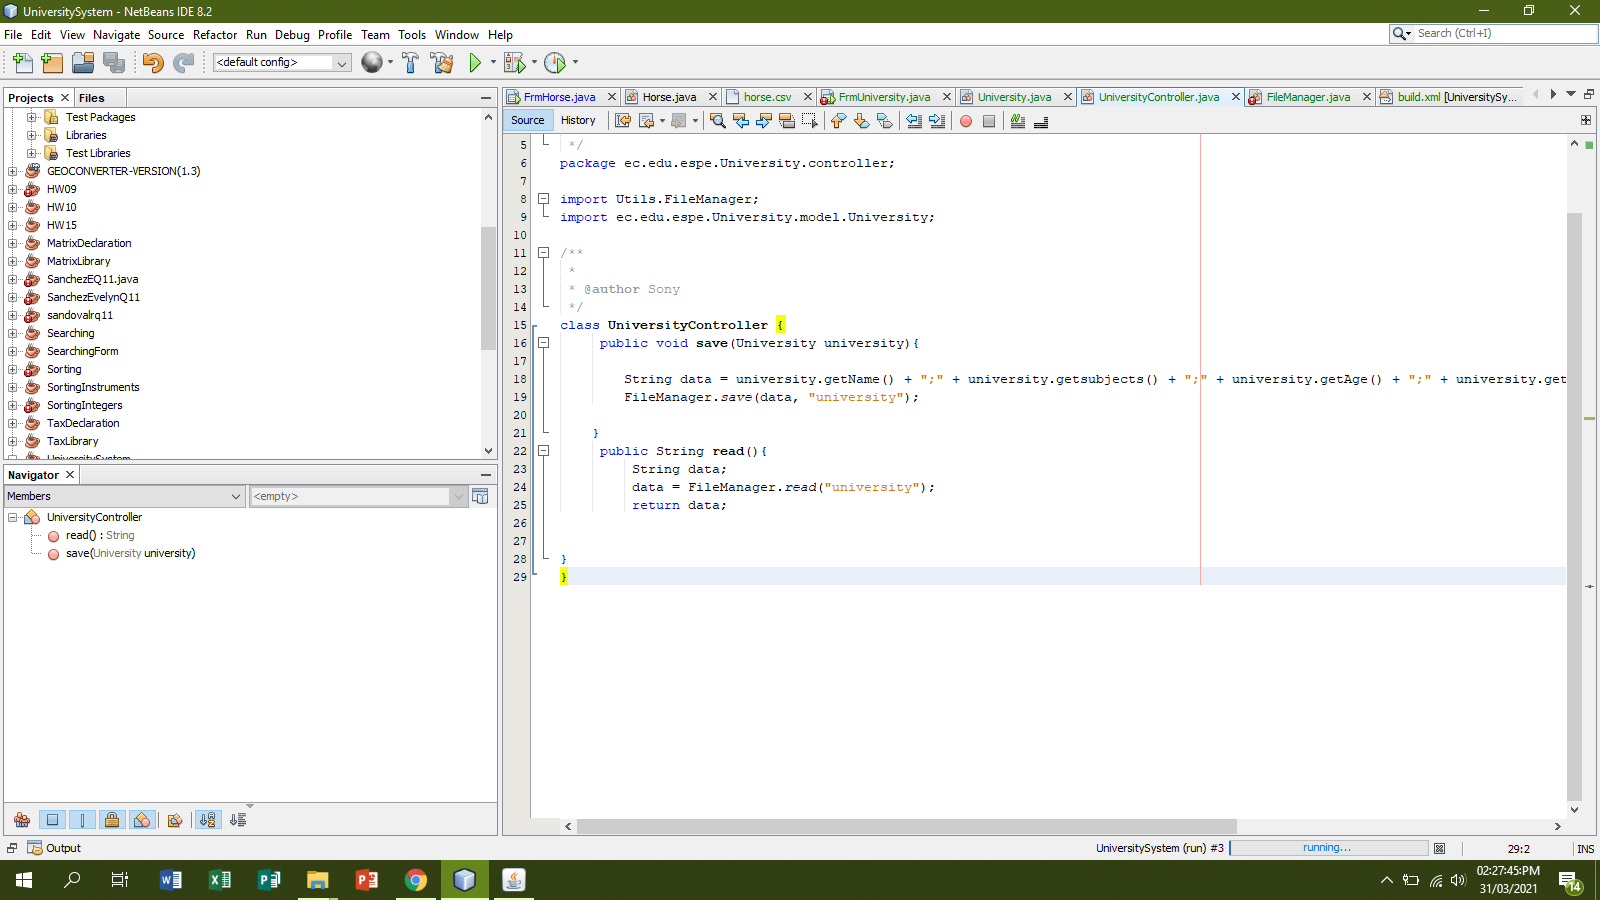 UniversitySystem - NetBeans IDE 8.2
File Edit View Navigate Source Refactor Run Debug Profile Team Tools Window Help
Search (Ctrl+I)
<default config>
Projects Files
Test Packages
Libraries
Test Libraries
GEOCONVERTER-VERSION(1.3)
HW09
HW10
HW15
MatrixDeclaration
MatrixLibrary
SanchezEQ11.java
SanchezEvelynQ11
sandovalrq11
Searching
SearchingForm
Sorting
SortingInstruments
SortingIntegers
TaxDeclaration
TaxLibrary
UniversitySystem
Navigator
Members
<empty>
UniversityController
read() : String
save(University university)
FrmHorse.java Horse.java horse.csv FrmUniversity.java University.java UniversityController.java FileManager.java build.xml [UniversitySy...
Source History
5 */
6 package ec.edu.espe.University.controller;
7
8 import Utils.FileManager;
9 import ec.edu.espe.University.model.University;
10
11 /**
12 *
13 * @author Sony
14 */
15 class UniversityController {
16 public void save(University university){
17
18 String data = university.getName() + ";" + university.getsubjects() + ";" + university.getAge() + ";" + university.get
19 FileManager.save(data, "university");
20
21 }
22 public String read(){
23 String data;
24 data = FileManager.read("university");
25 return data;
26
27
28 }
29 }
Output
UniversitySystem (run) #3 running... 29:2 INS
02:27:45:PM
31/03/2021
14